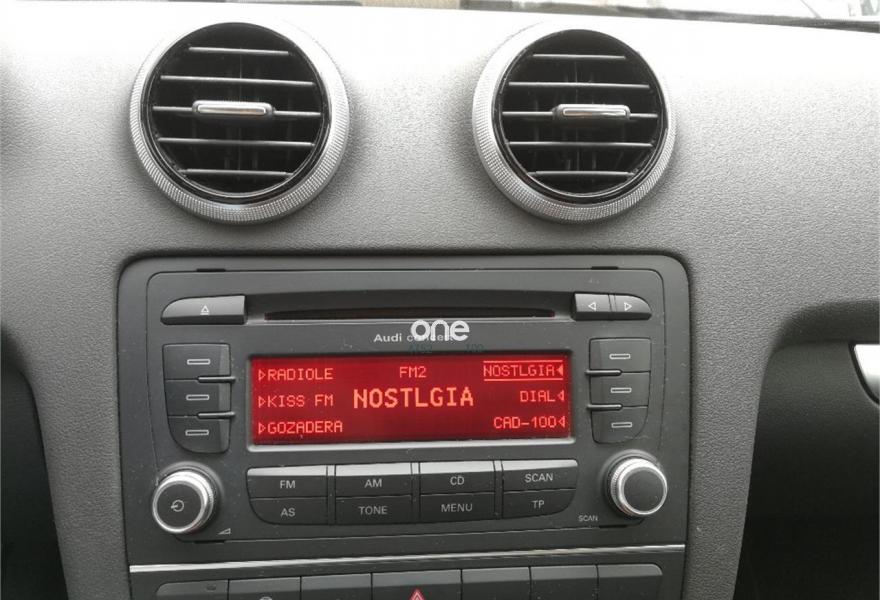 one
Audi concert
▷RADIOLE FM2 NOSTLGIA◀
▷KISS FM NOSTLGIA DIAL◁
▷GOZADERA CAD-100◁
FM AM CD SCAN
AS TONE MENU TP
SCAN